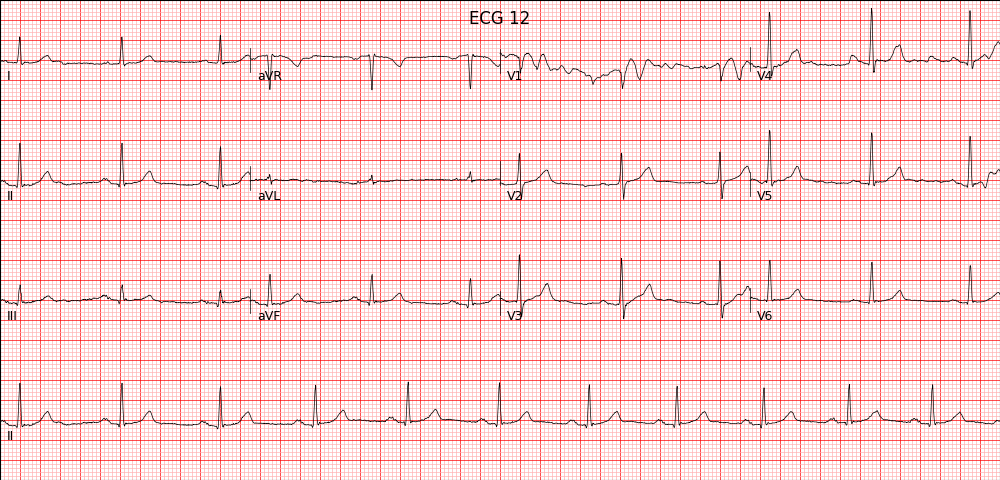 ECG 12
I aVR V1 V4
II aVL V2 V5
III aVF V3 V6
II